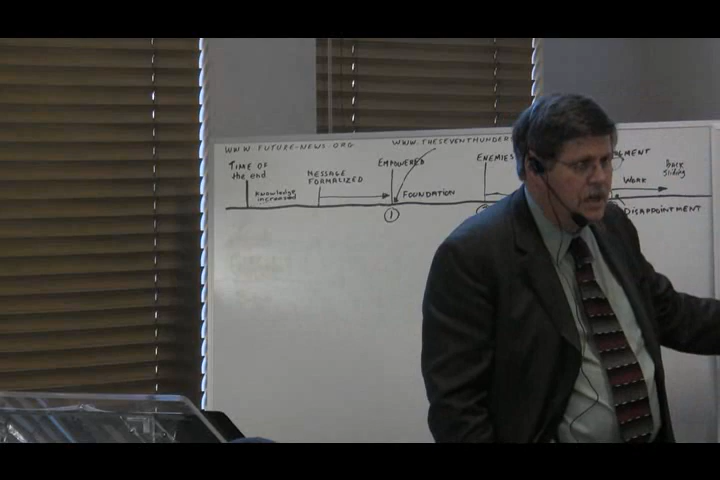 WWW.FUTURE-NEWS.ORG
WWW.THESEVENTHUNDERS
TIME OF
the end
Knowledge
increased
MESSAGE
FORMALIZED
EMPOWERED
FOUNDATION
1
ENEMIES
WORK
back
sliding
DISAPPOINTMENT